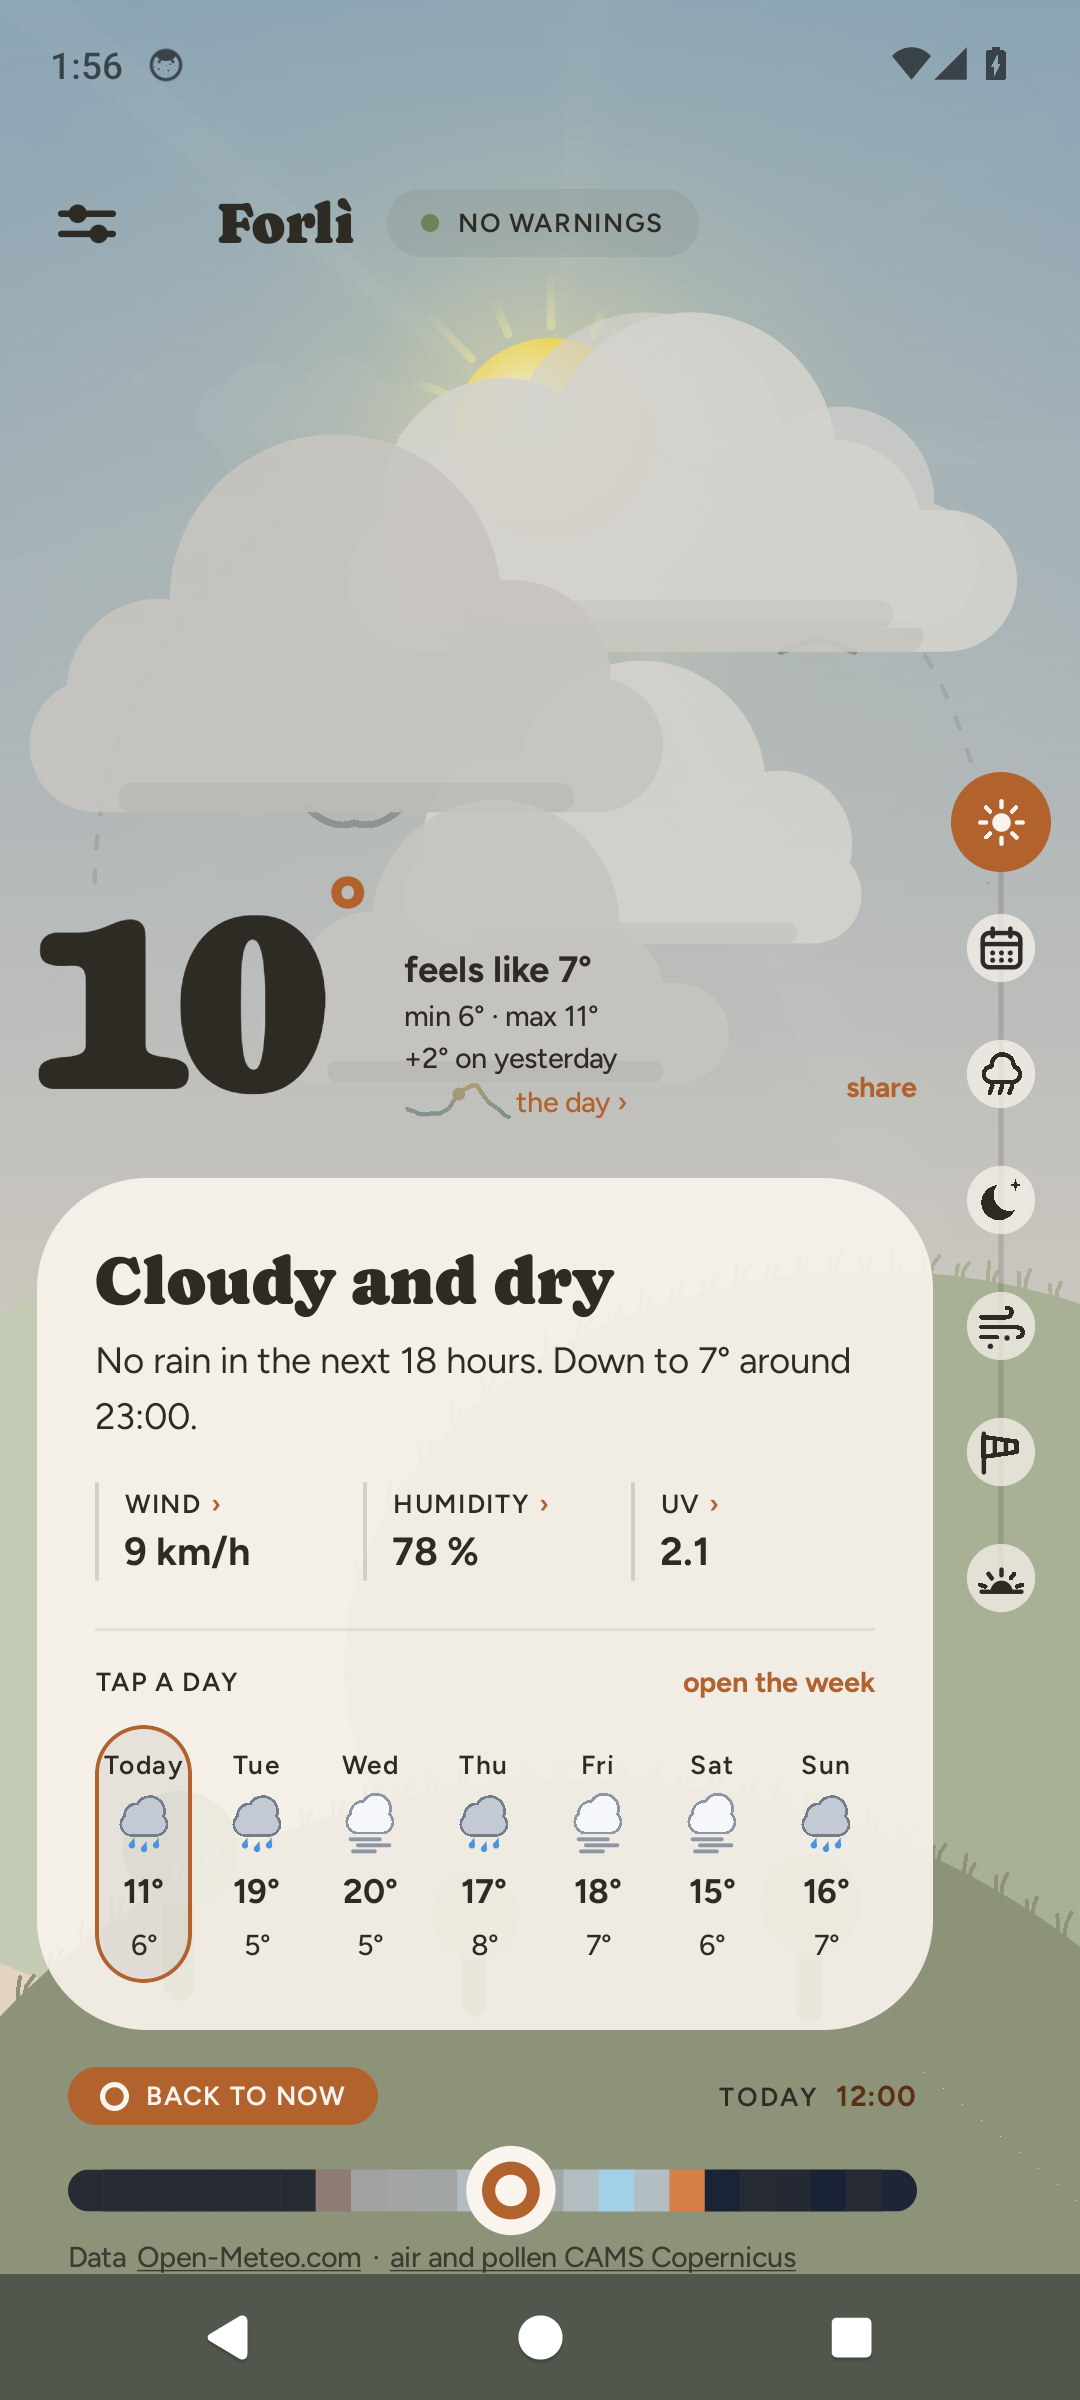 1:56
Forlì
NO WARNINGS
10°
feels like 7°
min 6° · max 11°
+2° on yesterday
the day ›
share
Cloudy and dry
No rain in the next 18 hours. Down to 7° around
23:00.
WIND › HUMIDITY › UV ›
9 km/h 78 % 2.1
TAP A DAY open the week
Today Tue Wed Thu Fri Sat Sun
11° 19° 20° 17° 18° 15° 16°
6° 5° 5° 8° 7° 6° 7°
BACK TO NOW TODAY 12:00
Data Open-Meteo.com · air and pollen CAMS Copernicus